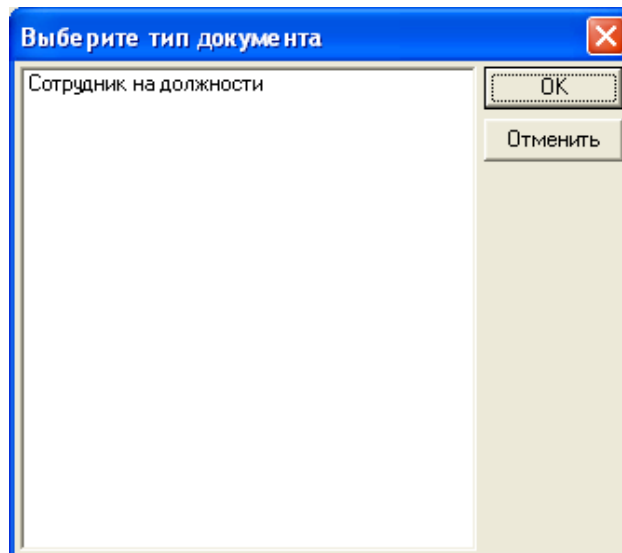 Выберите тип документа
Сотрудник на должности
OK
Отменить